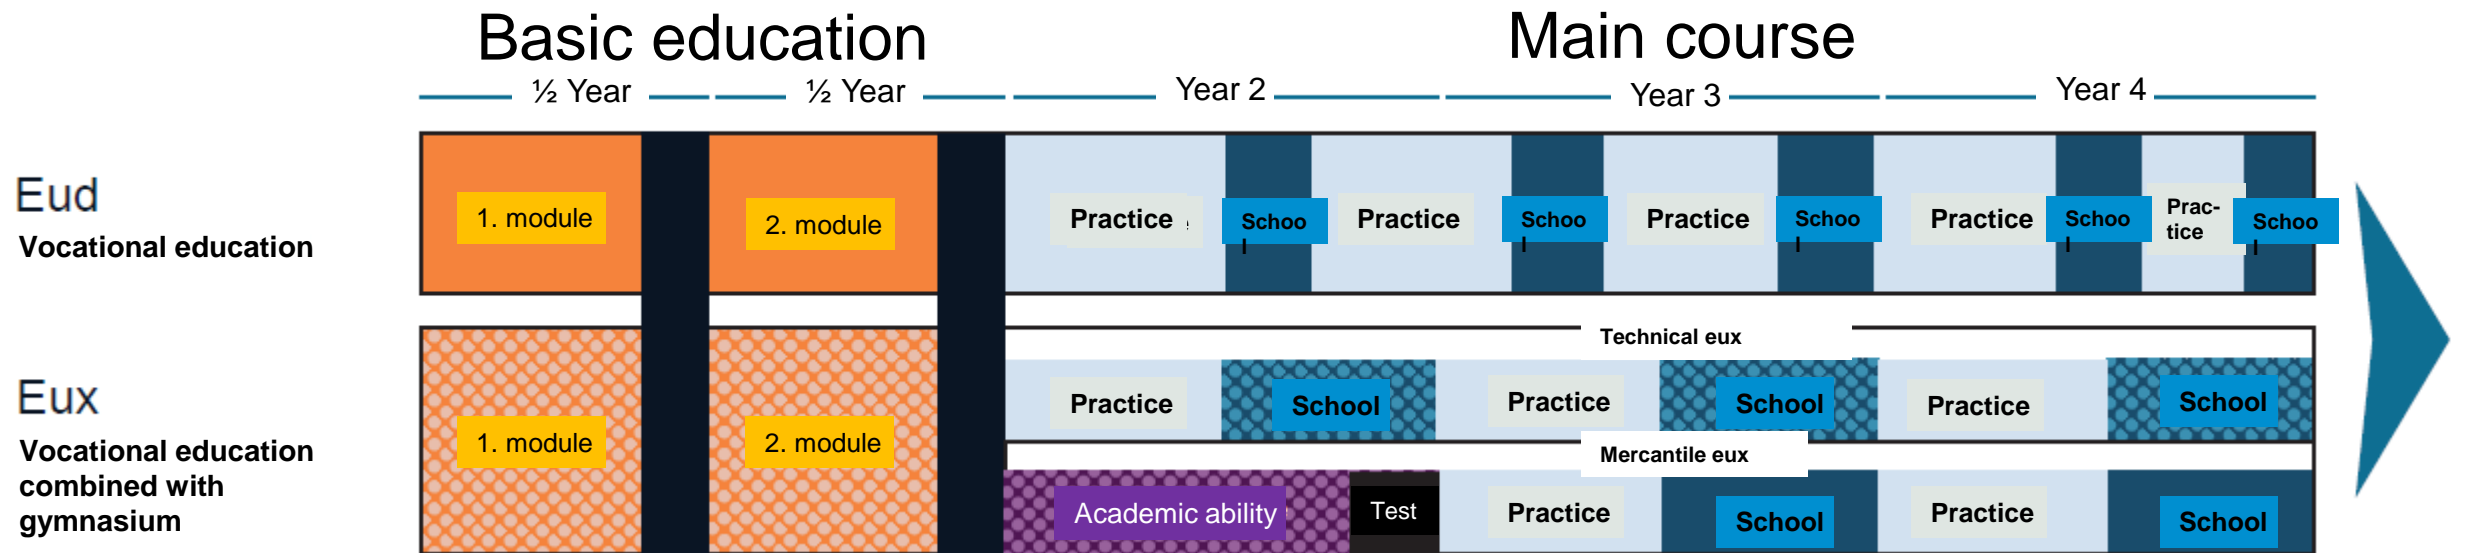 Basic education
Main course
½ Year
½ Year
Year 2
Year 3
Year 4
Eud
Vocational education
1. module
2. module
Practice
Schoo
l
Practice
Schoo
l
Practice
Schoo
l
Practice
Schoo
l
Prac-
tice
Schoo
l
Eux
Vocational education
combined with
gymnasium
1. module
2. module
Technical eux
Practice
School
Practice
School
Practice
School
Mercantile eux
Academic ability
Test
Practice
School
Practice
School